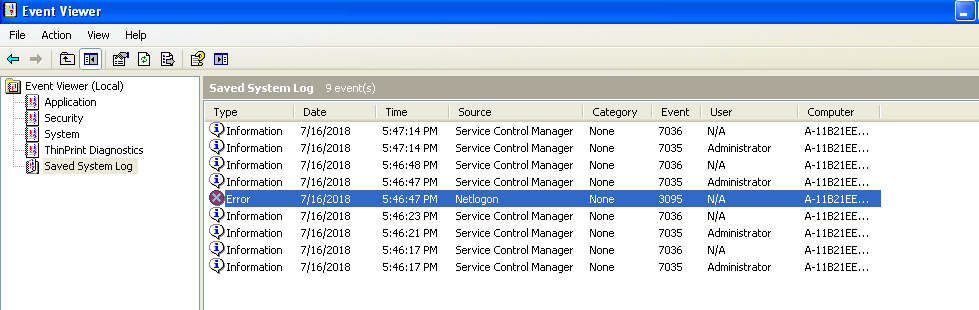 Event Viewer
File Action View Help
Event Viewer (Local)
Application
Security
System
ThinPrint Diagnostics
Saved System Log
Saved System Log 9 event(s)
Type Date Time Source Category Event User Computer
Information 7/16/2018 5:47:14 PM Service Control Manager None 7036 N/A A-11B21EE...
Information 7/16/2018 5:47:14 PM Service Control Manager None 7035 Administrator A-11B21EE...
Information 7/16/2018 5:46:48 PM Service Control Manager None 7036 N/A A-11B21EE...
Information 7/16/2018 5:46:47 PM Service Control Manager None 7035 Administrator A-11B21EE...
Error 7/16/2018 5:46:47 PM Netlogon None 3095 N/A A-11B21EE...
Information 7/16/2018 5:46:23 PM Service Control Manager None 7036 N/A A-11B21EE...
Information 7/16/2018 5:46:21 PM Service Control Manager None 7035 Administrator A-11B21EE...
Information 7/16/2018 5:46:17 PM Service Control Manager None 7036 N/A A-11B21EE...
Information 7/16/2018 5:46:17 PM Service Control Manager None 7035 Administrator A-11B21EE...